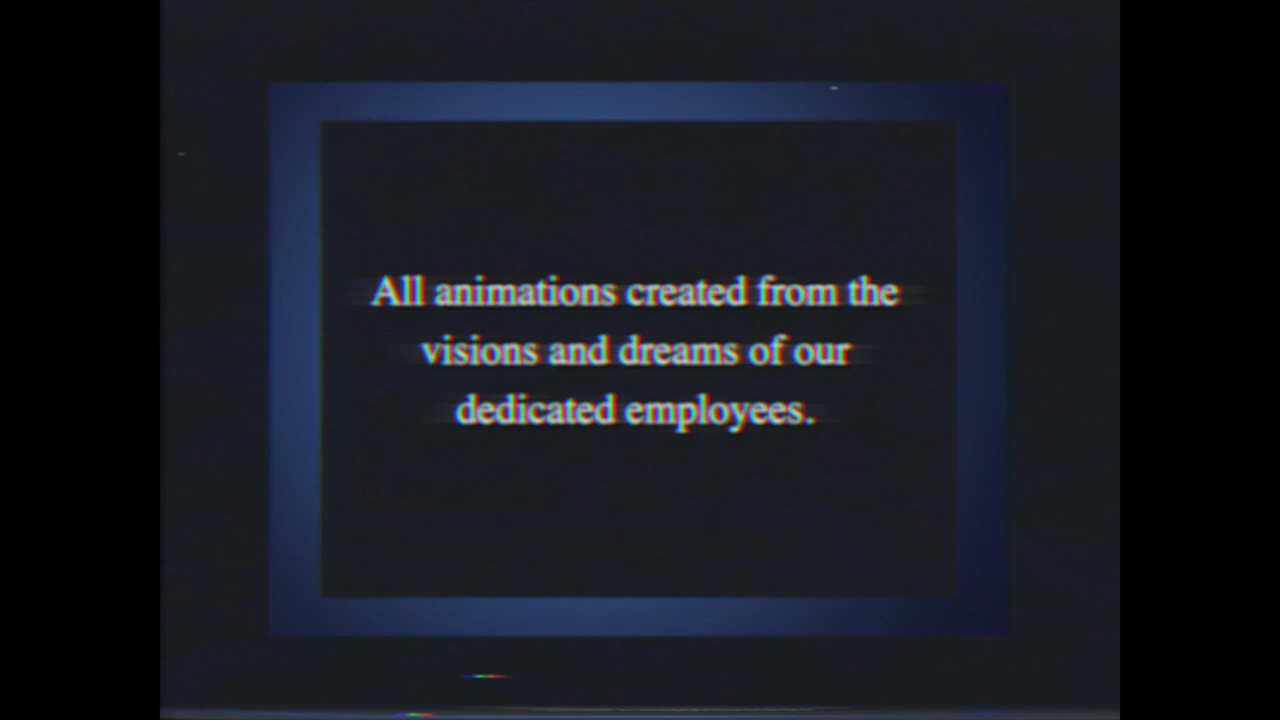 All animations created from the
visions and dreams of our
dedicated employees.